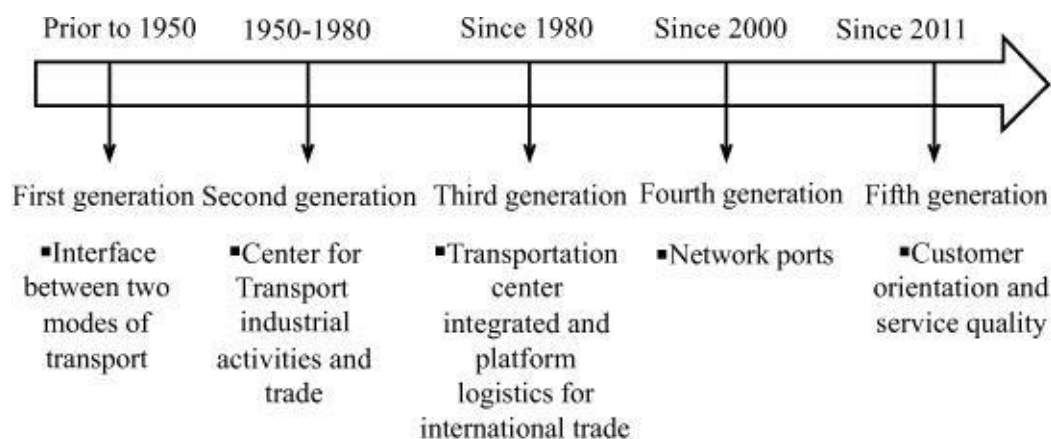 Prior to 1950
1950-1980
Since 1980
Since 2000
Since 2011
First generation
Second generation
Third generation
Fourth generation
Fifth generation
▪Interface
between two
modes of
transport
▪Center for
Transport
industrial
activities and
trade
▪Transportation
center
integrated and
platform
logistics for
international trade
▪Network ports
▪Customer
orientation and
service quality